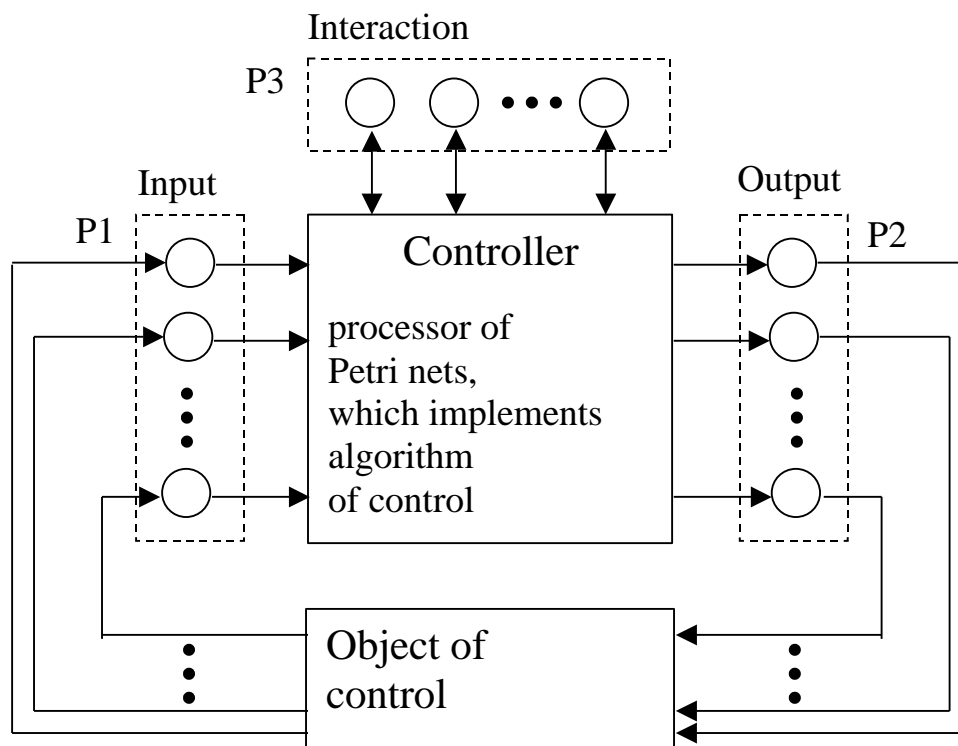 Interaction
P3
Input
Output
P1
P2
Controller
processor of
Petri nets,
which implements
algorithm
of control
Object of
control